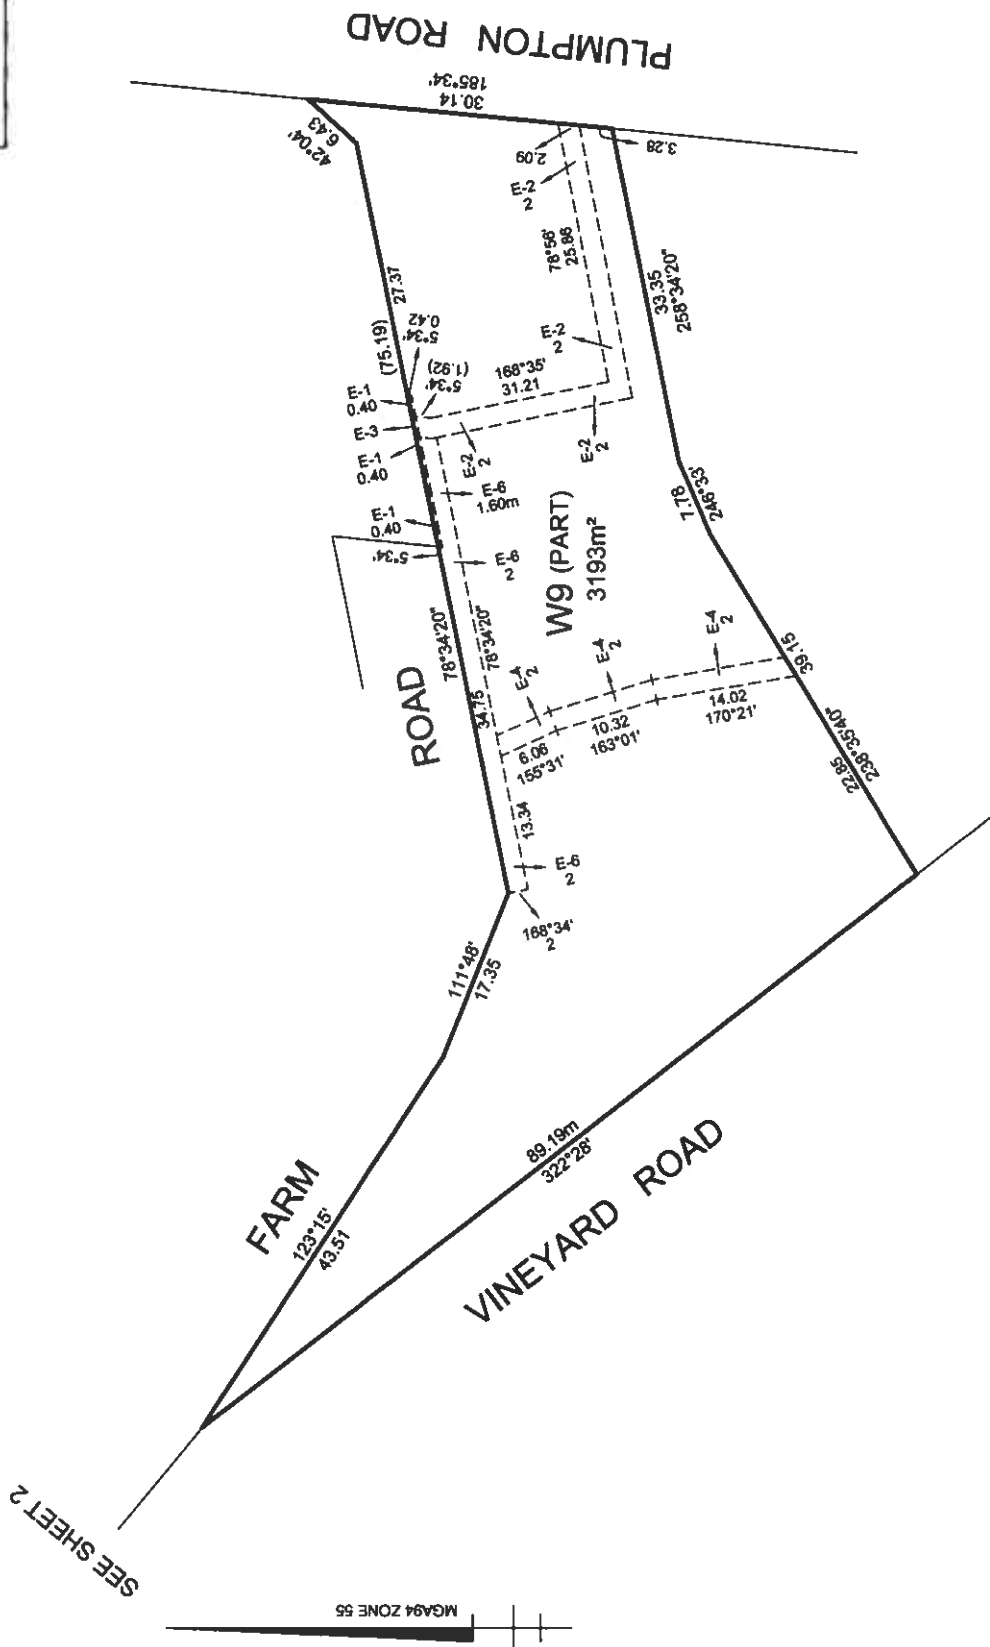 PLUMPTON ROAD
185°34'
30.14
42°04'
6.43
3.28
2.09
E-2
2
78°56'
25.86
27.37
(75.19)
5°34'
0.42
E-2
2
33.35
258°34'20"
E-1
0.40
5°34'
(1.92)
168°35'
31.21
E-3
E-1
0.40
E-2
2
E-2
2
E-6
1.60m
E-1
0.40
5°34'
E-6
2
W9 (PART)
3193m²
7.78
246°33'
ROAD
78°34'20"
78°34'20"
34.75
E-4
2
E-4
2
E-4
2
6.06
155°31'
10.32
163°01'
14.02
170°21'
39.15
238°35'40"
22.85
13.34
E-6
2
168°34'
2
111°48'
17.35
FARM
123°15'
43.51
89.19m
322°28'
VINEYARD ROAD
SEE SHEET 2
MGA94 ZONE 55